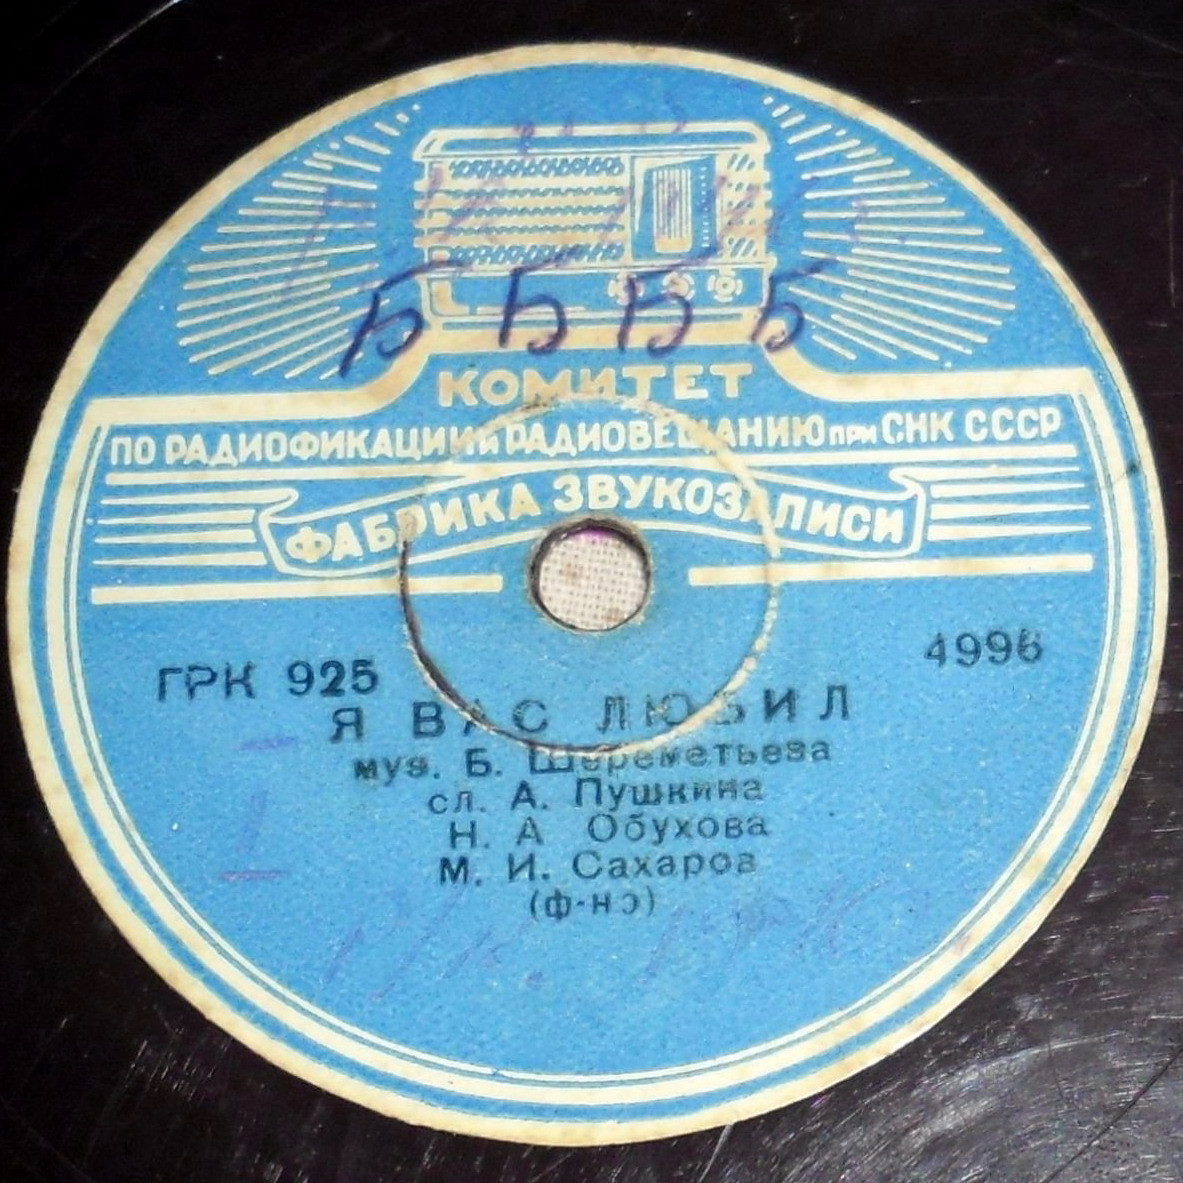 Б Б Б Б
КОМИТЕТ
ПО РАДИОФИКАЦИИ и РАДИОВЕЩАНИЮ при СНК СССР
ФАБРИКА ЗВУКОЗАПИСИ
ГРК 925 4996
Я ВАС ЛЮБИЛ
муз. Б. Шереметьева
сл. А. Пушкина
Н. А Обухова
М. И. Сахаров
(ф-но)